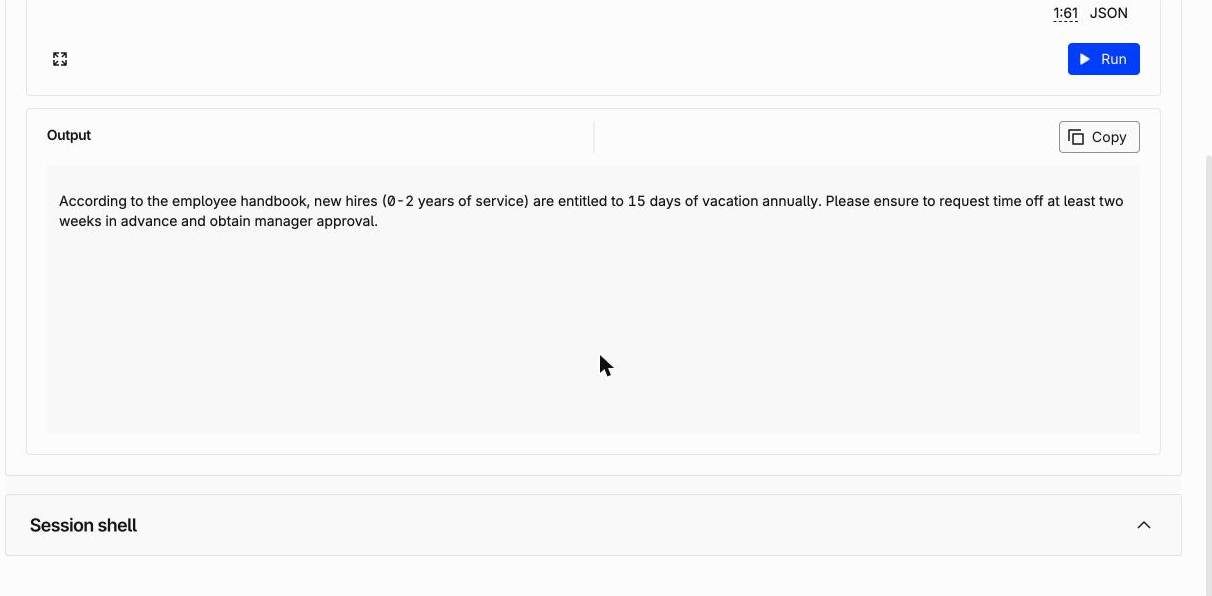 1:61 JSON
Run
Output
Copy
According to the employee handbook, new hires (0-2 years of service) are entitled to 15 days of vacation annually. Please ensure to request time off at least two
weeks in advance and obtain manager approval.
Session shell